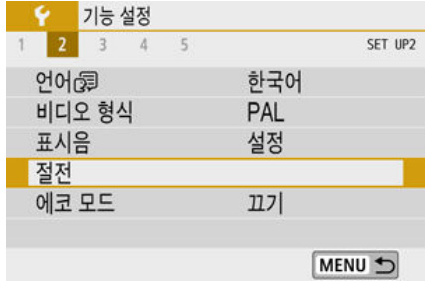 기능 설정
1 2 3 4 5 SET UP2
언어 한국어
비디오 형식 PAL
표시음 설정
절전
에코 모드 끄기
MENU